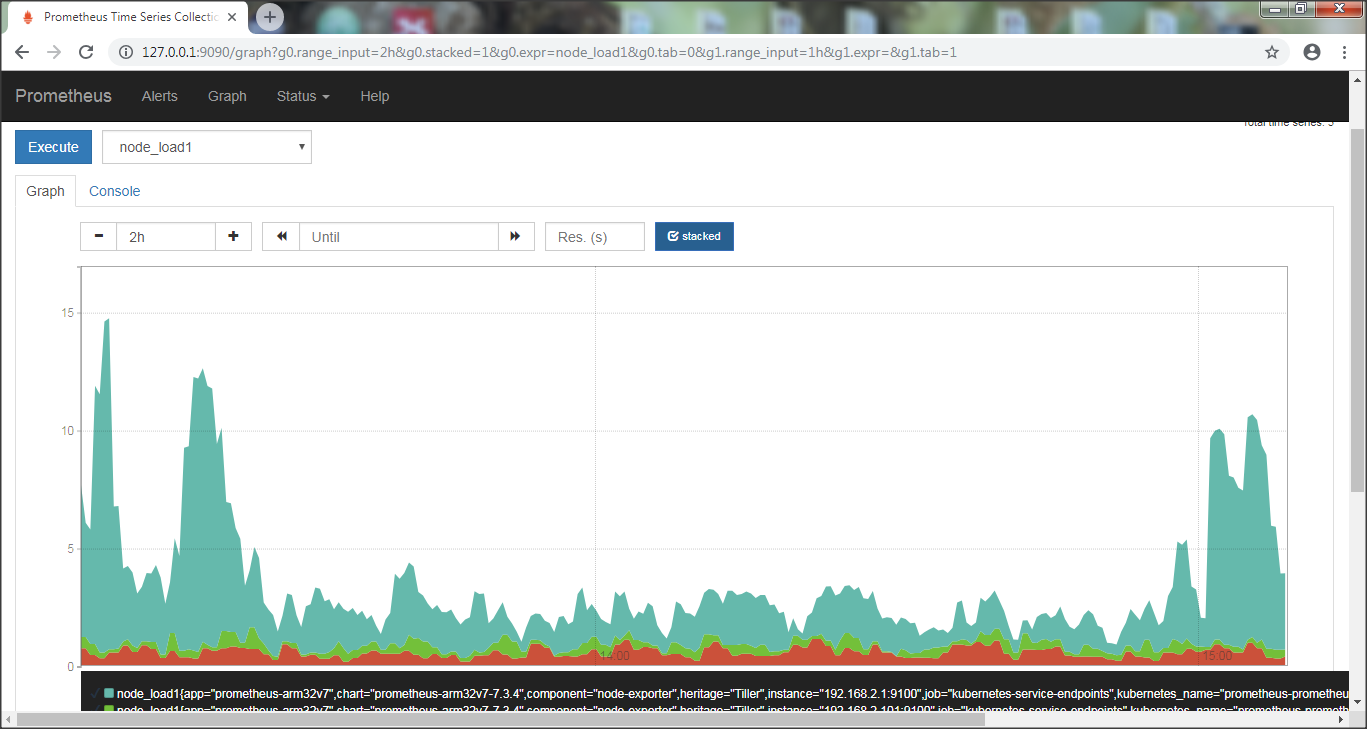 Prometheus Time Series Collectic
127.0.0.1:9090/graph?g0.range_input=2h&g0.stacked=1&g0.expr=node_load1&g0.tab=0&g1.range_input=1h&g1.expr=&g1.tab=1
Prometheus Alerts Graph Status Help
Total time series: 3
Execute node_load1
Graph Console
2h Until Res. (s) stacked
15
10
5
0
14:00 15:00
node_load1{app="prometheus-arm32v7",chart="prometheus-arm32v7-7.3.4",component="node-exporter",heritage="Tiller",instance="192.168.2.1:9100",job="kubernetes-service-endpoints",kubernetes_name="prometheus-prometheu
node_load1{app="prometheus-arm32v7",chart="prometheus-arm32v7-7.3.4",component="node-exporter",heritage="Tiller",instance="192.168.2.101:9100",job="kubernetes-service-endpoints",kubernetes_name="prometheus-prometh